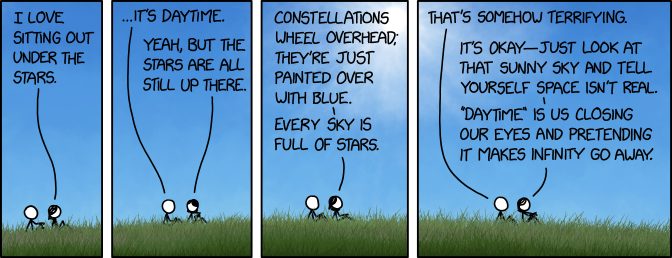 I LOVE
SITTING OUT
UNDER THE
STARS.
...IT'S DAYTIME.
YEAH, BUT THE
STARS ARE ALL
STILL UP THERE.
CONSTELLATIONS
WHEEL OVERHEAD;
THEY'RE JUST
PAINTED OVER
WITH BLUE.
EVERY SKY IS
FULL OF STARS.
THAT'S SOMEHOW TERRIFYING.
IT'S OKAY—JUST LOOK AT
THAT SUNNY SKY AND TELL
YOURSELF SPACE ISN'T REAL.
"DAYTIME" IS US CLOSING
OUR EYES AND PRETENDING
IT MAKES INFINITY GO AWAY.